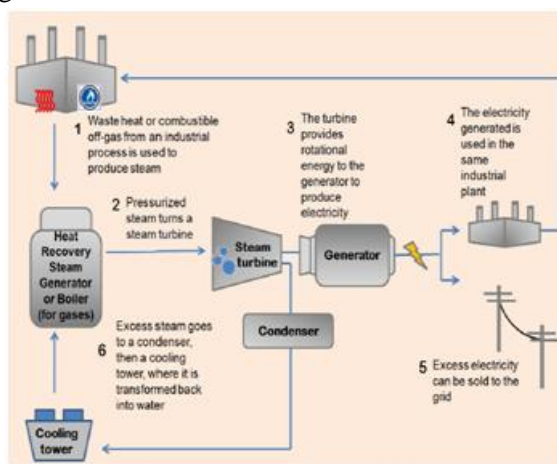 1 Waste heat or combustible
off-gas from an industrial
process is used to
produce steam
2 Pressurized
steam turns a
steam turbine
3 The turbine
provides
rotational
energy to the
generator to
produce
electricity
4 The electricity
generated is
used in the
same
industrial
plant
Heat
Recovery
Steam
Generator
or Boiler
(for gases)
Steam
turbine
Generator
Condenser
5 Excess electricity
can be sold to the
grid
6 Excess steam goes
to a condenser,
then a cooling
tower, where it is
transformed back
into water
Cooling
tower